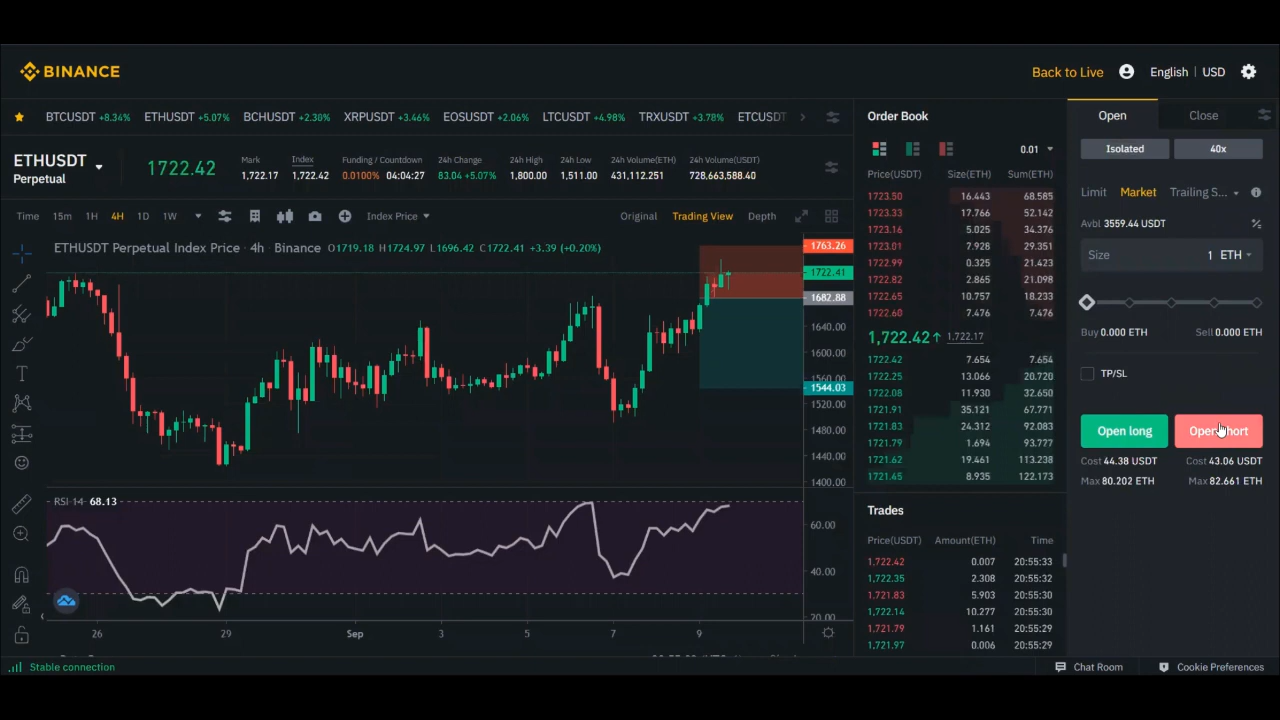 BINANCE
Back to Live English | USD
BTCUSDT +8.34% ETHUSDT +5.07% BCHUSDT +2.30% XRPUSDT +3.46% EOSUSDT +2.06% LTCUSDT +4.98% TRXUSDT +3.78% ETCUSDT
ETHUSDT
Perpetual
1722.42
Mark Index Funding / Countdown 24h Change 24h High 24h Low 24h Volume(ETH) 24h Volume(USDT)
1,722.17 1,722.42 0.0100% 04:04:27 83.04 +5.07% 1,800.00 1,511.00 431,112.251 728,663,588.40
Time 15m 1H 4H 1D 1W Index Price Original Trading View Depth
ETHUSDT Perpetual Index Price · 4h · Binance O1719.18 H1724.97 L1696.42 C1722.41 +3.39 (+0.20%)
1763.26
1722.41
1682.88
1640.00
1600.00
1560.00
1544.03
1520.00
1480.00
1440.00
1400.00
RSI 14 68.13
60.00
40.00
20.00
26 29 Sep 3 5 7 9
Order Book
0.01
Price(USDT) Size(ETH) Sum(ETH)
1723.50 16.443 68.585
1723.33 17.766 52.142
1723.16 5.025 34.376
1723.01 7.928 29.351
1722.99 0.325 21.423
1722.82 2.865 21.098
1722.65 10.757 18.233
1722.60 7.476 7.476
1,722.42↑ 1,722.17
1722.42 7.654 7.654
1722.25 13.066 20.720
1722.08 11.930 32.650
1721.91 35.121 67.771
1721.83 24.312 92.083
1721.79 1.694 93.777
1721.62 19.461 113.238
1721.45 8.935 122.173
Trades
Price(USDT) Amount(ETH) Time
1,722.42 0.007 20:55:33
1,722.35 2.308 20:55:32
1,721.83 5.903 20:55:30
1,722.14 10.277 20:55:30
1,721.79 1.161 20:55:29
1,721.97 0.006 20:55:29
Open Close
Isolated 40x
Limit Market Trailing S...
Avbl 3559.44 USDT
Size 1 ETH
Buy 0.000 ETH Sell 0.000 ETH
TP/SL
Open long Open short
Cost 44.38 USDT Cost 43.06 USDT
Max 80.202 ETH Max 82.661 ETH
Stable connection Chat Room Cookie Preferences